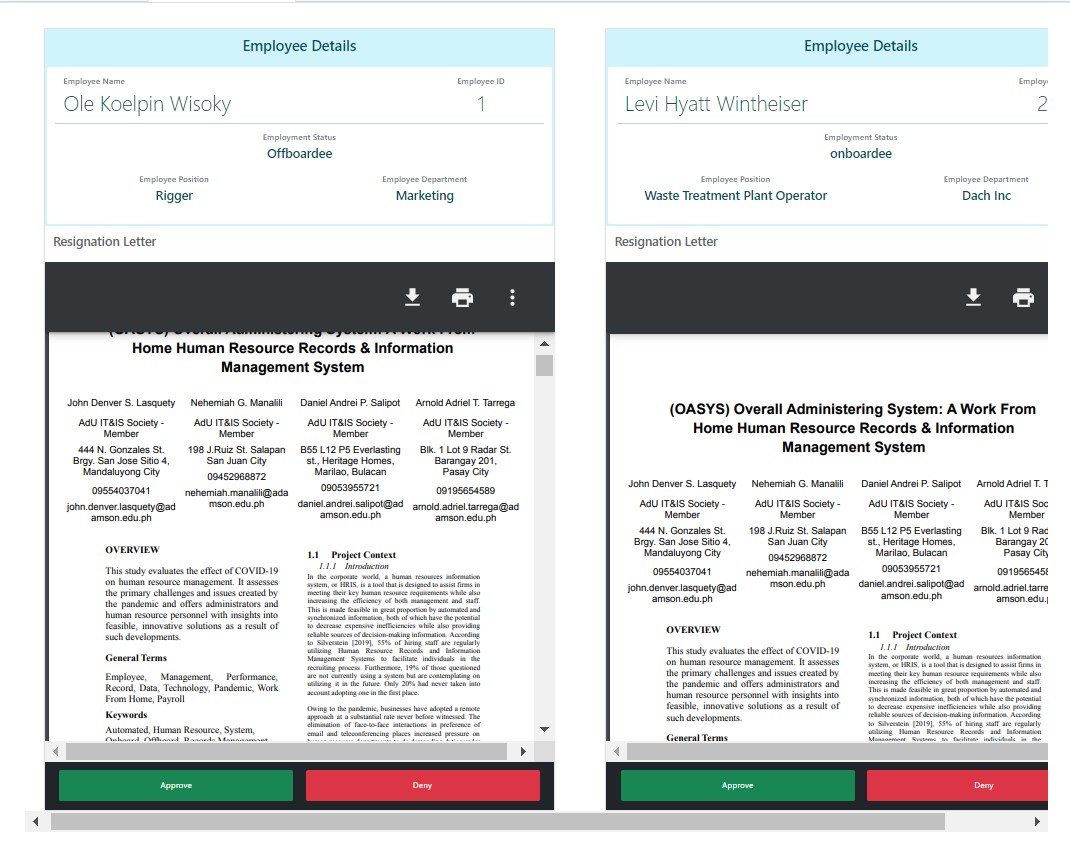 Employee Details
Employee Name
Employee ID
Ole Koelpin Wisoky
1
Employment Status
Offboardee
Employee Position
Employee Department
Rigger
Marketing
Resignation Letter
(OASYS) Overall Administering System: A Work From
Home Human Resource Records & Information
Management System
John Denver S. Lasquety
Nehemiah G. Manalili
Daniel Andrei P. Salipot
Arnold Adriel T. Tarrega
AdU IT&IS Society -
Member
AdU IT&IS Society -
Member
AdU IT&IS Society -
Member
AdU IT&IS Society -
Member
444 N. Gonzales St.
Brgy. San Jose Sitio 4,
Mandaluyong City
198 J.Ruiz St. Salapan
San Juan City
B55 L12 P5 Everlasting
st., Heritage Homes,
Marilao, Bulacan
Blk. 1 Lot 9 Radar St.
Barangay 201,
Pasay City
09554037041
09452968872
09053955721
09195654589
john.denver.lasquety@ad
amson.edu.ph
nehemiah.manalili@ada
mson.edu.ph
daniel.andrei.salipot@ad
amson.edu.ph
arnold.adriel.tarrega@ad
amson.edu.ph
OVERVIEW
This study evaluates the effect of COVID-19
on human resource management. It assesses
the primary challenges and issues created by
the pandemic and offers administrators and
human resource personnel with insights into
feasible, innovative solutions as a result of
such developments.
General Terms
Employee, Management, Performance,
Record, Data, Technology, Pandemic, Work
From Home, Payroll
Keywords
Automated, Human Resource, System,
Onboard, Offboard, Records Management
1.1 Project Context
1.1.1 Introduction
In the corporate world, a human resources information
system, or HRIS, is a tool that is designed to assist firms in
meeting their key human resource requirements while also
increasing the efficiency of both management and staff.
This is made feasible in great proportion by automated and
synchronized information, both of which have the potential
to decrease expensive inefficiencies while also providing
reliable sources of decision-making information. According
to Silverstein [2019], 55% of hiring staff are regularly
utilizing Human Resource Records and Information
Management Systems to facilitate individuals in the
recruiting process. Furthermore, 19% of those questioned
are not currently using a system but are contemplating on
utilizing it in the future. Only 20% had never taken into
account adopting one in the first place.
Owing to the pandemic, businesses have adopted a remote
approach at a substantial rate never before witnessed. The
elimination of face-to-face interactions in preference of
email and teleconferencing places increased pressure on
Approve
Deny
Employee Details
Employee Name
Employ
Levi Hyatt Wintheiser
2
Employment Status
onboardee
Employee Position
Employee Department
Waste Treatment Plant Operator
Dach Inc
Resignation Letter
(OASYS) Overall Administering System: A Work From
Home Human Resource Records & Information
Management System
John Denver S. Lasquety
Nehemiah G. Manalili
Daniel Andrei P. Salipot
Arnold Adriel T. T
AdU IT&IS Society -
Member
AdU IT&IS Society -
Member
AdU IT&IS Society -
Member
AdU IT&IS Soc
Member
444 N. Gonzales St.
Brgy. San Jose Sitio 4,
Mandaluyong City
198 J.Ruiz St. Salapan
San Juan City
B55 L12 P5 Everlasting
st., Heritage Homes,
Marilao, Bulacan
Blk. 1 Lot 9 Rad
Barangay 20
Pasay City
09554037041
09452968872
09053955721
0919565458
john.denver.lasquety@ad
amson.edu.ph
nehemiah.manalili@ada
mson.edu.ph
daniel.andrei.salipot@ad
amson.edu.ph
arnold.adriel.tarre
amson.edu.
OVERVIEW
This study evaluates the effect of COVID-19
on human resource management. It assesses
the primary challenges and issues created by
the pandemic and offers administrators and
human resource personnel with insights into
feasible, innovative solutions as a result of
such developments.
General Terms
1.1 Project Context
1.1.1 Introduction
In the corporate world, a human resources information
system, or HRIS, is a tool that is designed to assist firms in
meeting their key human resource requirements while also
increasing the efficiency of both management and staff.
This is made feasible in great proportion by automated and
synchronized information, both of which have the potential
to decrease expensive inefficiencies while also providing
reliable sources of decision-making information. According
to Silverstein [2019], 55% of hiring staff are regularly
utilizing Human Resource Records and Information
Management Systems to facilitate individuals in the
Approve
Deny